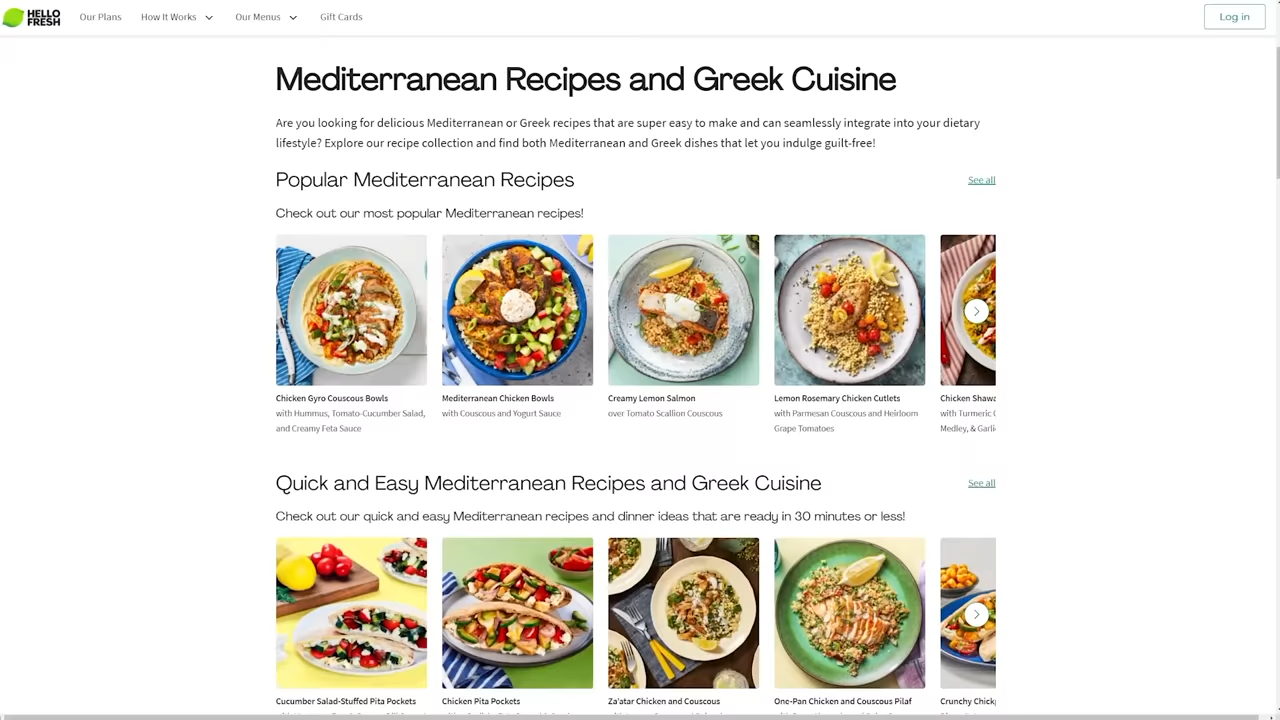 HELLO
FRESH
Our Plans
How It Works
Our Menus
Gift Cards
Log in
Mediterranean Recipes and Greek Cuisine
Are you looking for delicious Mediterranean or Greek recipes that are super easy to make and can seamlessly integrate into your dietary
lifestyle? Explore our recipe collection and find both Mediterranean and Greek dishes that let you indulge guilt-free!
Popular Mediterranean Recipes
See all
Check out our most popular Mediterranean recipes!
Chicken Gyro Couscous Bowls
with Hummus, Tomato-Cucumber Salad,
and Creamy Feta Sauce
Mediterranean Chicken Bowls
with Couscous and Yogurt Sauce
Creamy Lemon Salmon
over Tomato Scallion Couscous
Lemon Rosemary Chicken Cutlets
with Parmesan Couscous and Heirloom
Grape Tomatoes
Chicken Shawa
with Turmeric
Medley, & Garli
Quick and Easy Mediterranean Recipes and Greek Cuisine
See all
Check out our quick and easy Mediterranean recipes and dinner ideas that are ready in 30 minutes or less!
Cucumber Salad-Stuffed Pita Pockets
Chicken Pita Pockets
Za'atar Chicken and Couscous
One-Pan Chicken and Couscous Pilaf
Crunchy Chick